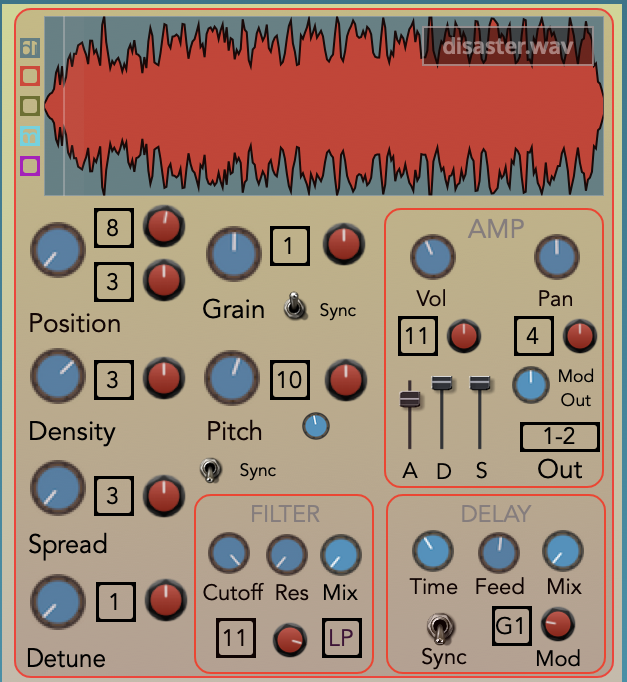 disaster.wav
8
3
Position
Grain
1
Sync
3
Density
Pitch
10
Sync
3
Spread
1
Detune
AMP
Vol
Pan
11
4
Mod
Out
1-2
Out
A D S
FILTER
Cutoff Res Mix
11
LP
DELAY
Time Feed Mix
Sync
G1
Mod